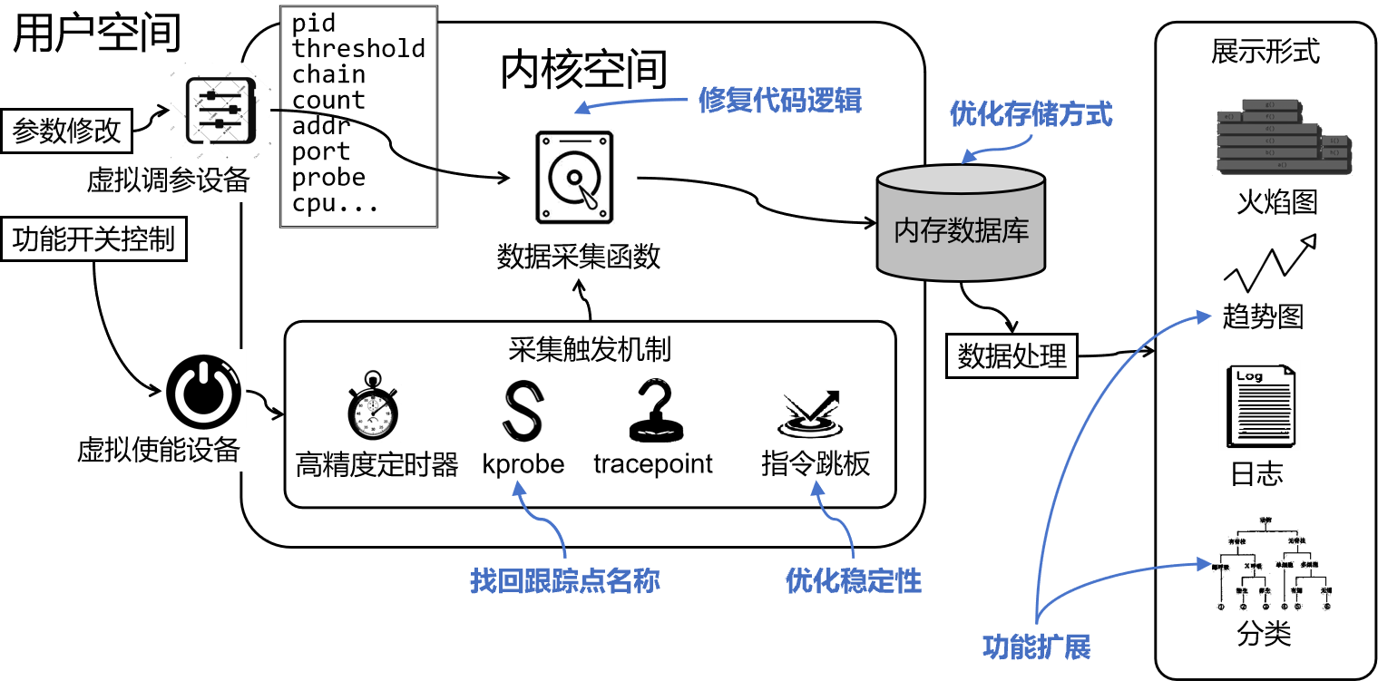 用户空间
pid
threshold
chain
count
addr
port
probe
cpu...
内核空间
展示形式
参数修改
虚拟调参设备
功能开关控制
虚拟使能设备
修复代码逻辑
数据采集函数
优化存储方式
内存数据库
数据处理
采集触发机制
高精度定时器
kprobe
tracepoint
指令跳板
找回跟踪点名称
优化稳定性
功能扩展
火焰图
趋势图
Log
日志
分类